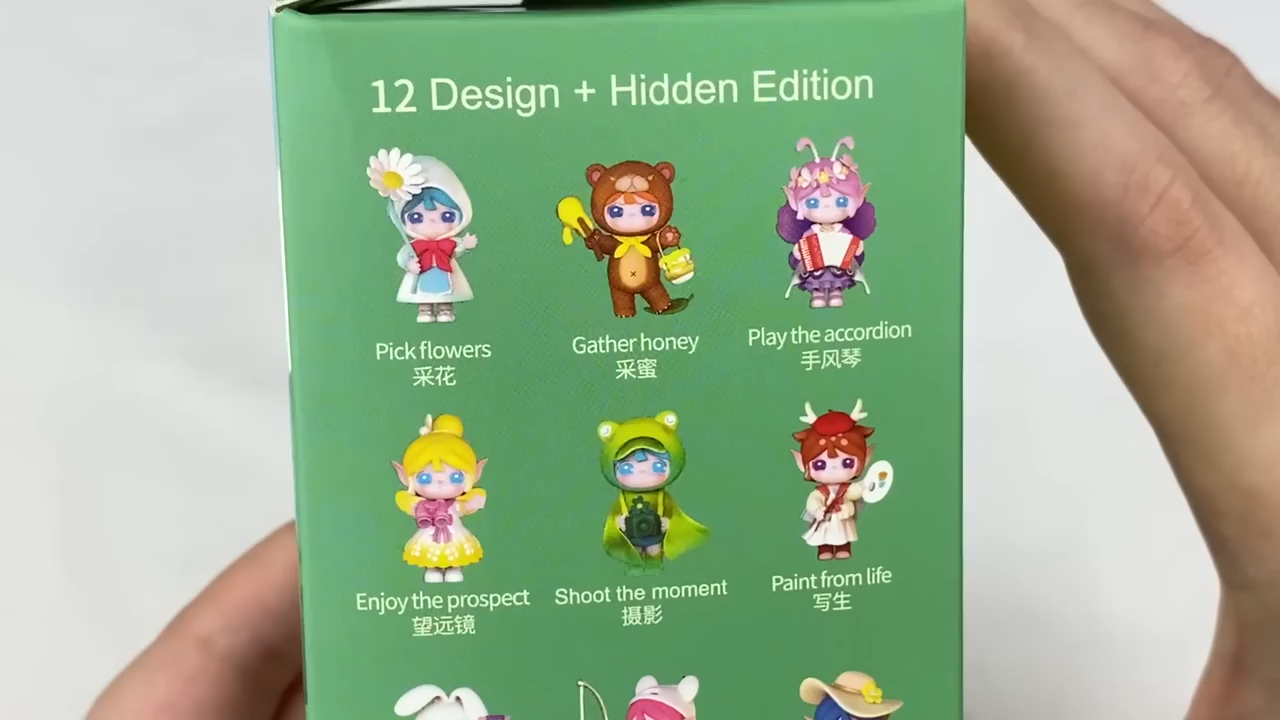 12 Design + Hidden Edition
Pick flowers
采花
Gather honey
采蜜
Play the accordion
手风琴
Enjoy the prospect
望远镜
Shoot the moment
摄影
Paint from life
写生